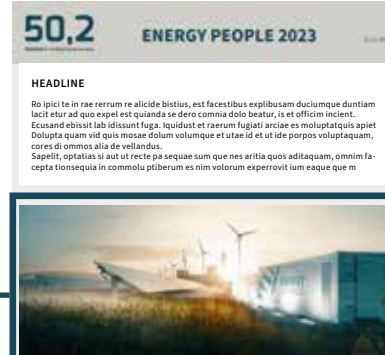 50,2
ENERGY PEOPLE 2023
HEADLINE
Ro ipici te in rae rerrum re alicide bistius, est facestibus explibusam duciumque duntiam
lacit etur ad quo expel est quianda se dero comnia dolo beatur, is et officim incient.
Ecusand ebissit lab idissunt fuga. Iquidust et raerum fugiati arciae es moluptatquis apiet
Dolupta quam vid quis mosae dolum volumque et utae id et ut ide porpos voluptaquam,
cores di ommos alia de vellandus.
Sapelit, optatias si aut ut recte pa sequae sum que nes aritia quos aditaquam, omnim fa-
cepta tionsequia in commolu ptiberum es nim volorum experrovit ium eaque que m